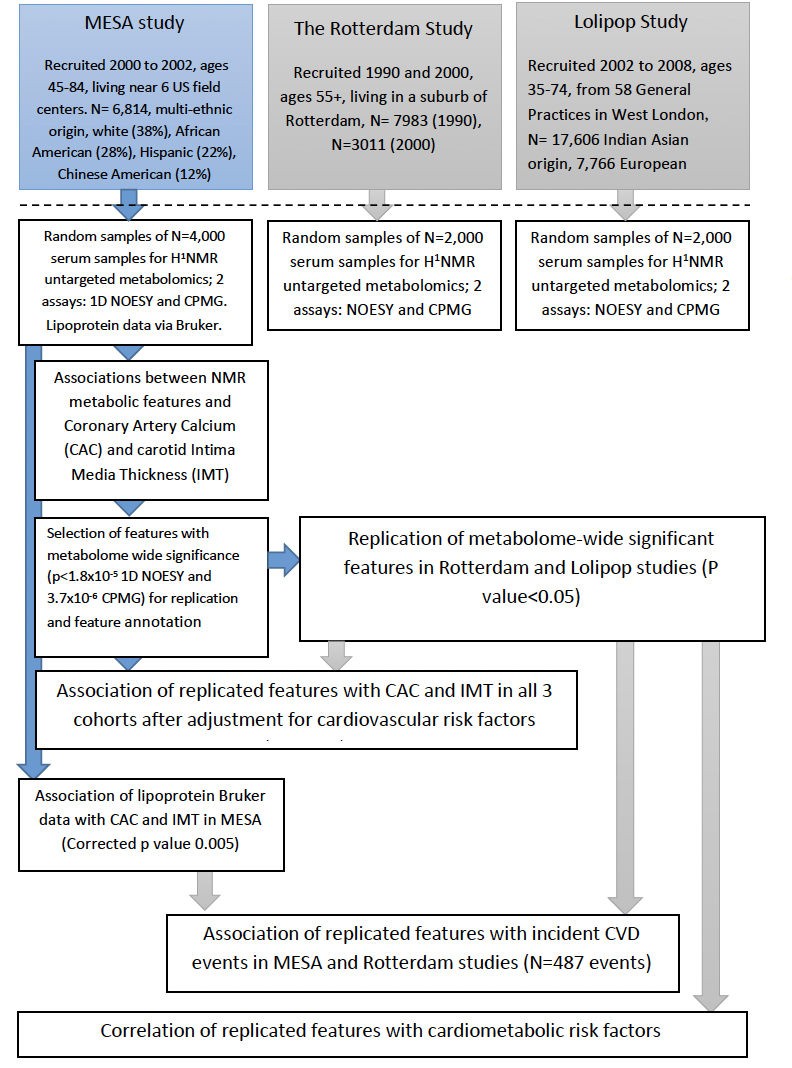 MESA study
Recruited 2000 to 2002, ages
45-84, living near 6 US field
centers. N= 6,814, multi-ethnic
origin, white (38%), African
American (28%), Hispanic (22%),
Chinese American (12%)
The Rotterdam Study
Recruited 1990 and 2000,
ages 55+, living in a suburb of
Rotterdam, N= 7983 (1990),
N=3011 (2000)
Lolipop Study
Recruited 2002 to 2008, ages
35-74, from 58 General
Practices in West London,
N= 17,606 Indian Asian
origin, 7,766 European
Random samples of N=4,000
serum samples for H¹NMR
untargeted metabolomics; 2
assays: 1D NOESY and CPMG.
Lipoprotein data via Bruker.
Random samples of N=2,000
serum samples for H¹NMR
untargeted metabolomics; 2
assays: NOESY and CPMG
Random samples of N=2,000
serum samples for H¹NMR
untargeted metabolomics; 2
assays: NOESY and CPMG
Associations between NMR
metabolic features and
Coronary Artery Calcium
(CAC) and carotid Intima
Media Thickness (IMT)
Selection of features with
metabolome wide significance
(p<1.8x10⁻⁵ 1D NOESY and
3.7x10⁻⁶ CPMG) for replication
and feature annotation
Replication of metabolome-wide significant
features in Rotterdam and Lolipop studies (P
value<0.05)
Association of replicated features with CAC and IMT in all 3
cohorts after adjustment for cardiovascular risk factors
Association of lipoprotein Bruker
data with CAC and IMT in MESA
(Corrected p value 0.005)
Association of replicated features with incident CVD
events in MESA and Rotterdam studies (N=487 events)
Correlation of replicated features with cardiometabolic risk factors